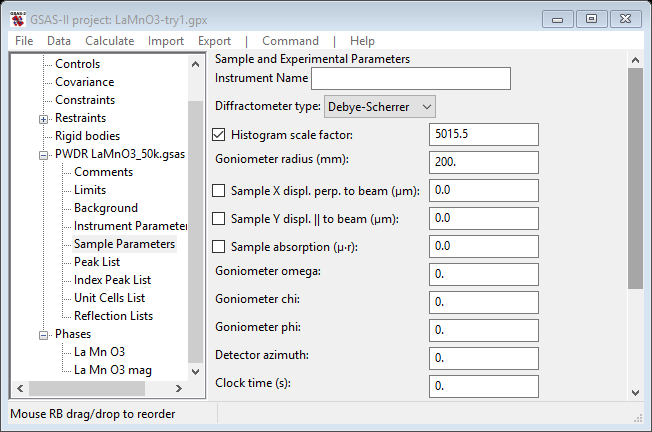 GSAS-II project: LaMnO3-try1.gpx
File Data Calculate Import Export | Command | Help
Controls
Covariance
Constraints
Restraints
Rigid bodies
PWDR LaMnO3_50k.gsas
Comments
Limits
Background
Instrument Parameter
Sample Parameters
Peak List
Index Peak List
Unit Cells List
Reflection Lists
Phases
La Mn O3
La Mn O3 mag
Sample and Experimental Parameters
Instrument Name
Diffractometer type: Debye-Scherrer
Histogram scale factor: 5015.5
Goniometer radius (mm): 200.
Sample X displ. perp. to beam (μm): 0.0
Sample Y displ. || to beam (μm): 0.0
Sample absorption (μ·r): 0.0
Goniometer omega: 0.
Goniometer chi: 0.
Goniometer phi: 0.
Detector azimuth: 0.
Clock time (s): 0.
Mouse RB drag/drop to reorder